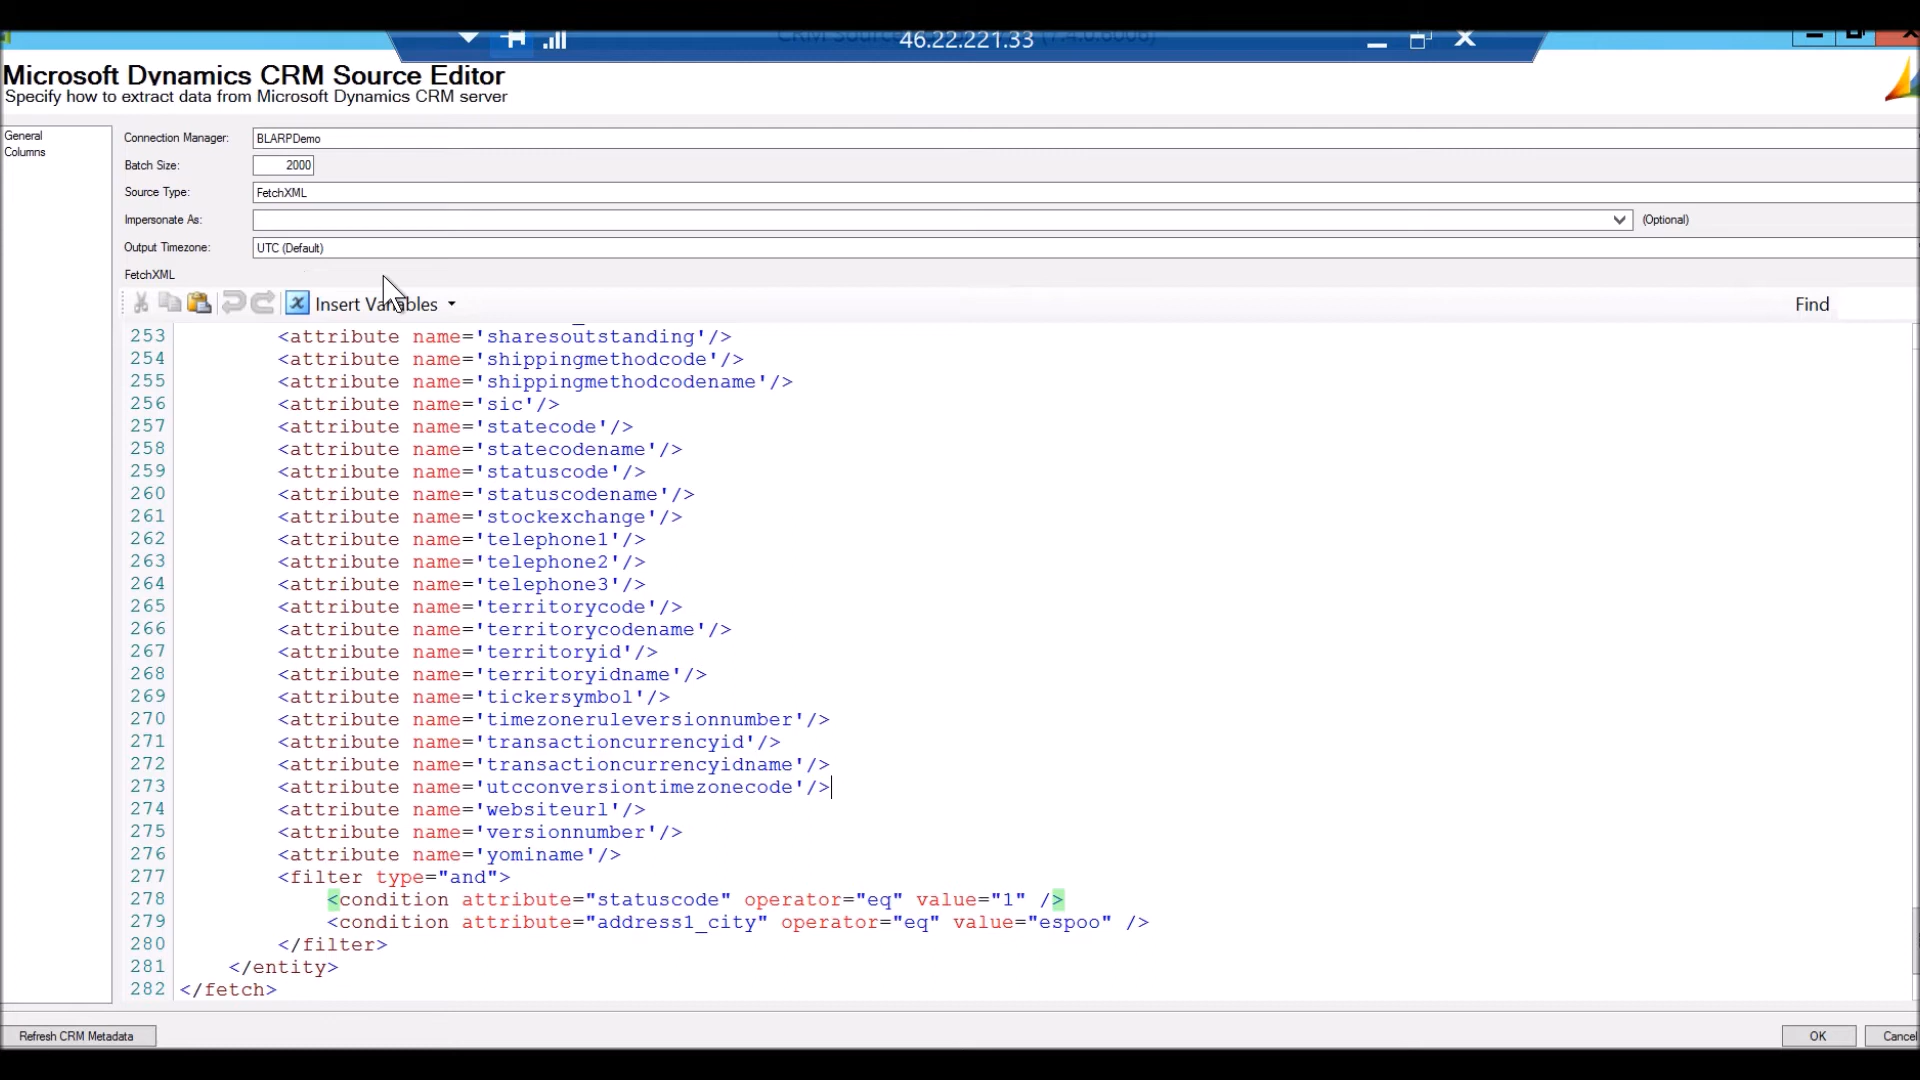 46.22.221.33
Microsoft Dynamics CRM Source Editor
Specify how to extract data from Microsoft Dynamics CRM server
General
Columns
Connection Manager: BLARPDemo
Batch Size: 2000
Source Type: FetchXML
Impersonate As: (Optional)
Output Timezone: UTC (Default)
FetchXML
Insert Variables Find
253 <attribute name='sharesoutstanding'/>
254 <attribute name='shippingmethodcode'/>
255 <attribute name='shippingmethodcodename'/>
256 <attribute name='sic'/>
257 <attribute name='statecode'/>
258 <attribute name='statecodename'/>
259 <attribute name='statuscode'/>
260 <attribute name='statuscodename'/>
261 <attribute name='stockexchange'/>
262 <attribute name='telephone1'/>
263 <attribute name='telephone2'/>
264 <attribute name='telephone3'/>
265 <attribute name='territorycode'/>
266 <attribute name='territorycodename'/>
267 <attribute name='territoryid'/>
268 <attribute name='territoryidname'/>
269 <attribute name='tickersymbol'/>
270 <attribute name='timezoneruleversionnumber'/>
271 <attribute name='transactioncurrencyid'/>
272 <attribute name='transactioncurrencyidname'/>
273 <attribute name='utcconversiontimezonecode'/>
274 <attribute name='websiteurl'/>
275 <attribute name='versionnumber'/>
276 <attribute name='yominame'/>
277 <filter type="and">
278 <condition attribute="statuscode" operator="eq" value="1" />
279 <condition attribute="address1_city" operator="eq" value="espoo" />
280 </filter>
281 </entity>
282 </fetch>
Refresh CRM Metadata OK Cancel